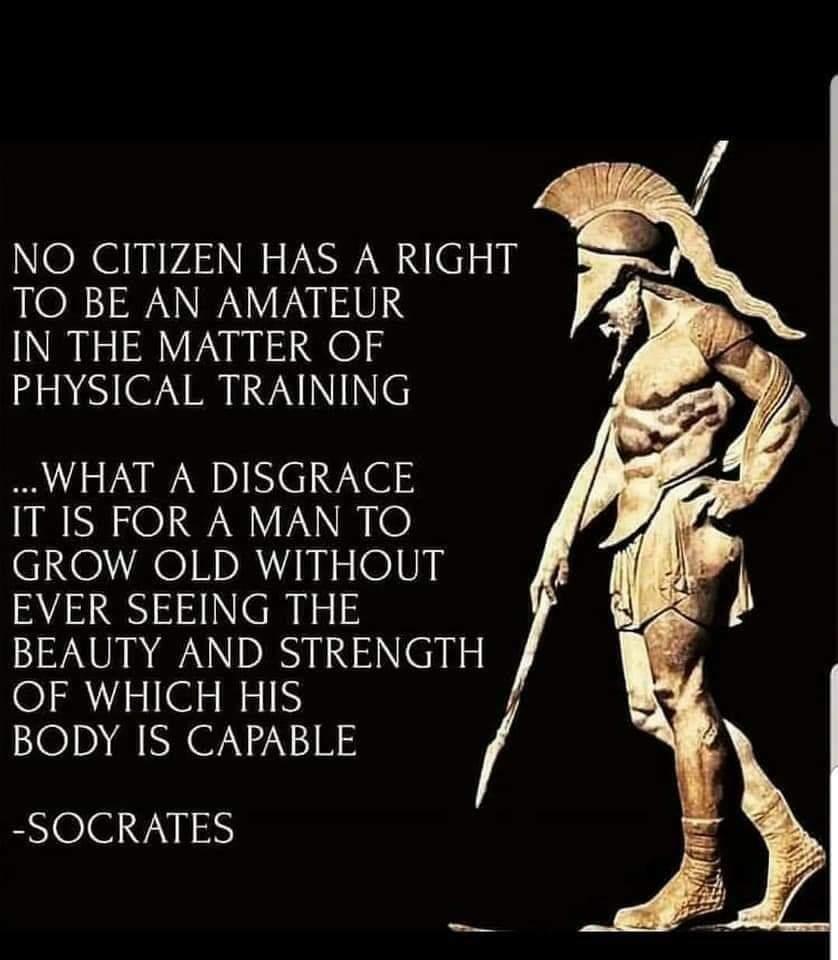 NO CITIZEN HAS A RIGHT
TO BE AN AMATEUR
IN THE MATTER OF
PHYSICAL TRAINING
...WHAT A DISGRACE
IT IS FOR A MAN TO
GROW OLD WITHOUT
EVER SEEING THE
BEAUTY AND STRENGTH
OF WHICH HIS
BODY IS CAPABLE
-SOCRATES